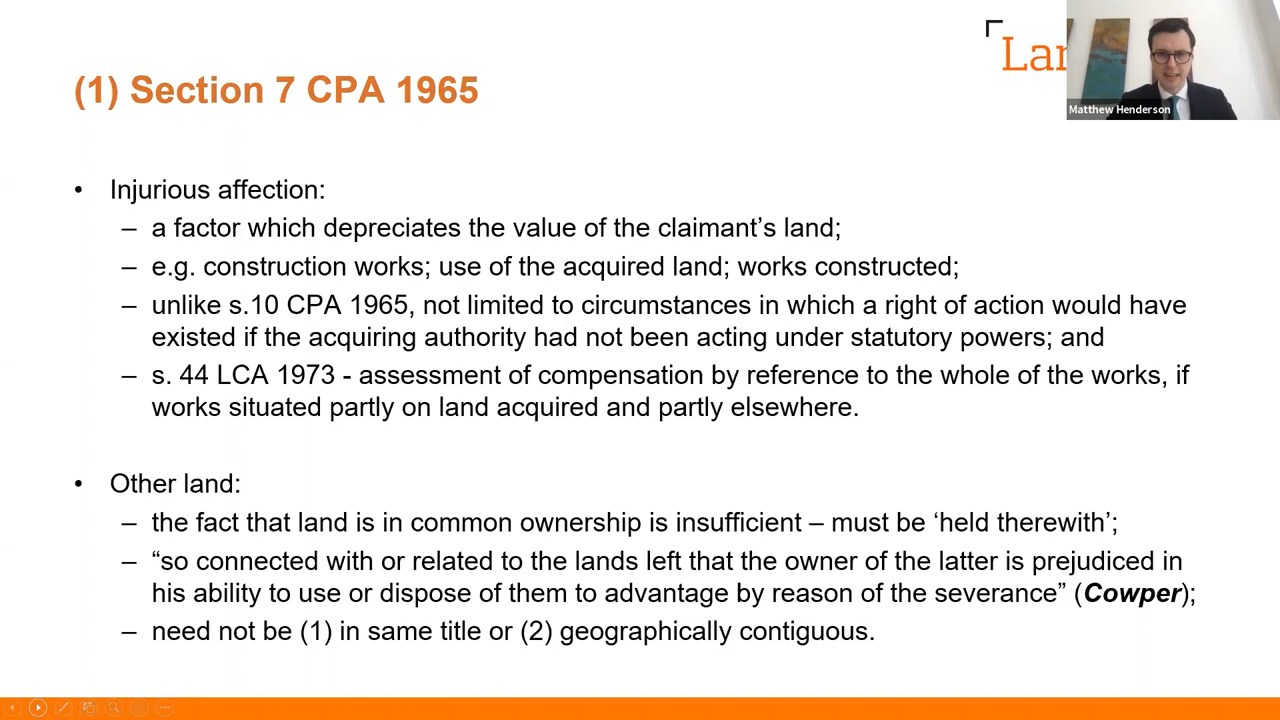 (1) Section 7 CPA 1965
Lan
Matthew Henderson
• Injurious affection:
– a factor which depreciates the value of the claimant’s land;
– e.g. construction works; use of the acquired land; works constructed;
– unlike s.10 CPA 1965, not limited to circumstances in which a right of action would have
existed if the acquiring authority had not been acting under statutory powers; and
– s. 44 LCA 1973 - assessment of compensation by reference to the whole of the works, if
works situated partly on land acquired and partly elsewhere.
• Other land:
– the fact that land is in common ownership is insufficient – must be ‘held therewith’;
– “so connected with or related to the lands left that the owner of the latter is prejudiced in
his ability to use or dispose of them to advantage by reason of the severance” (Cowper);
– need not be (1) in same title or (2) geographically contiguous.